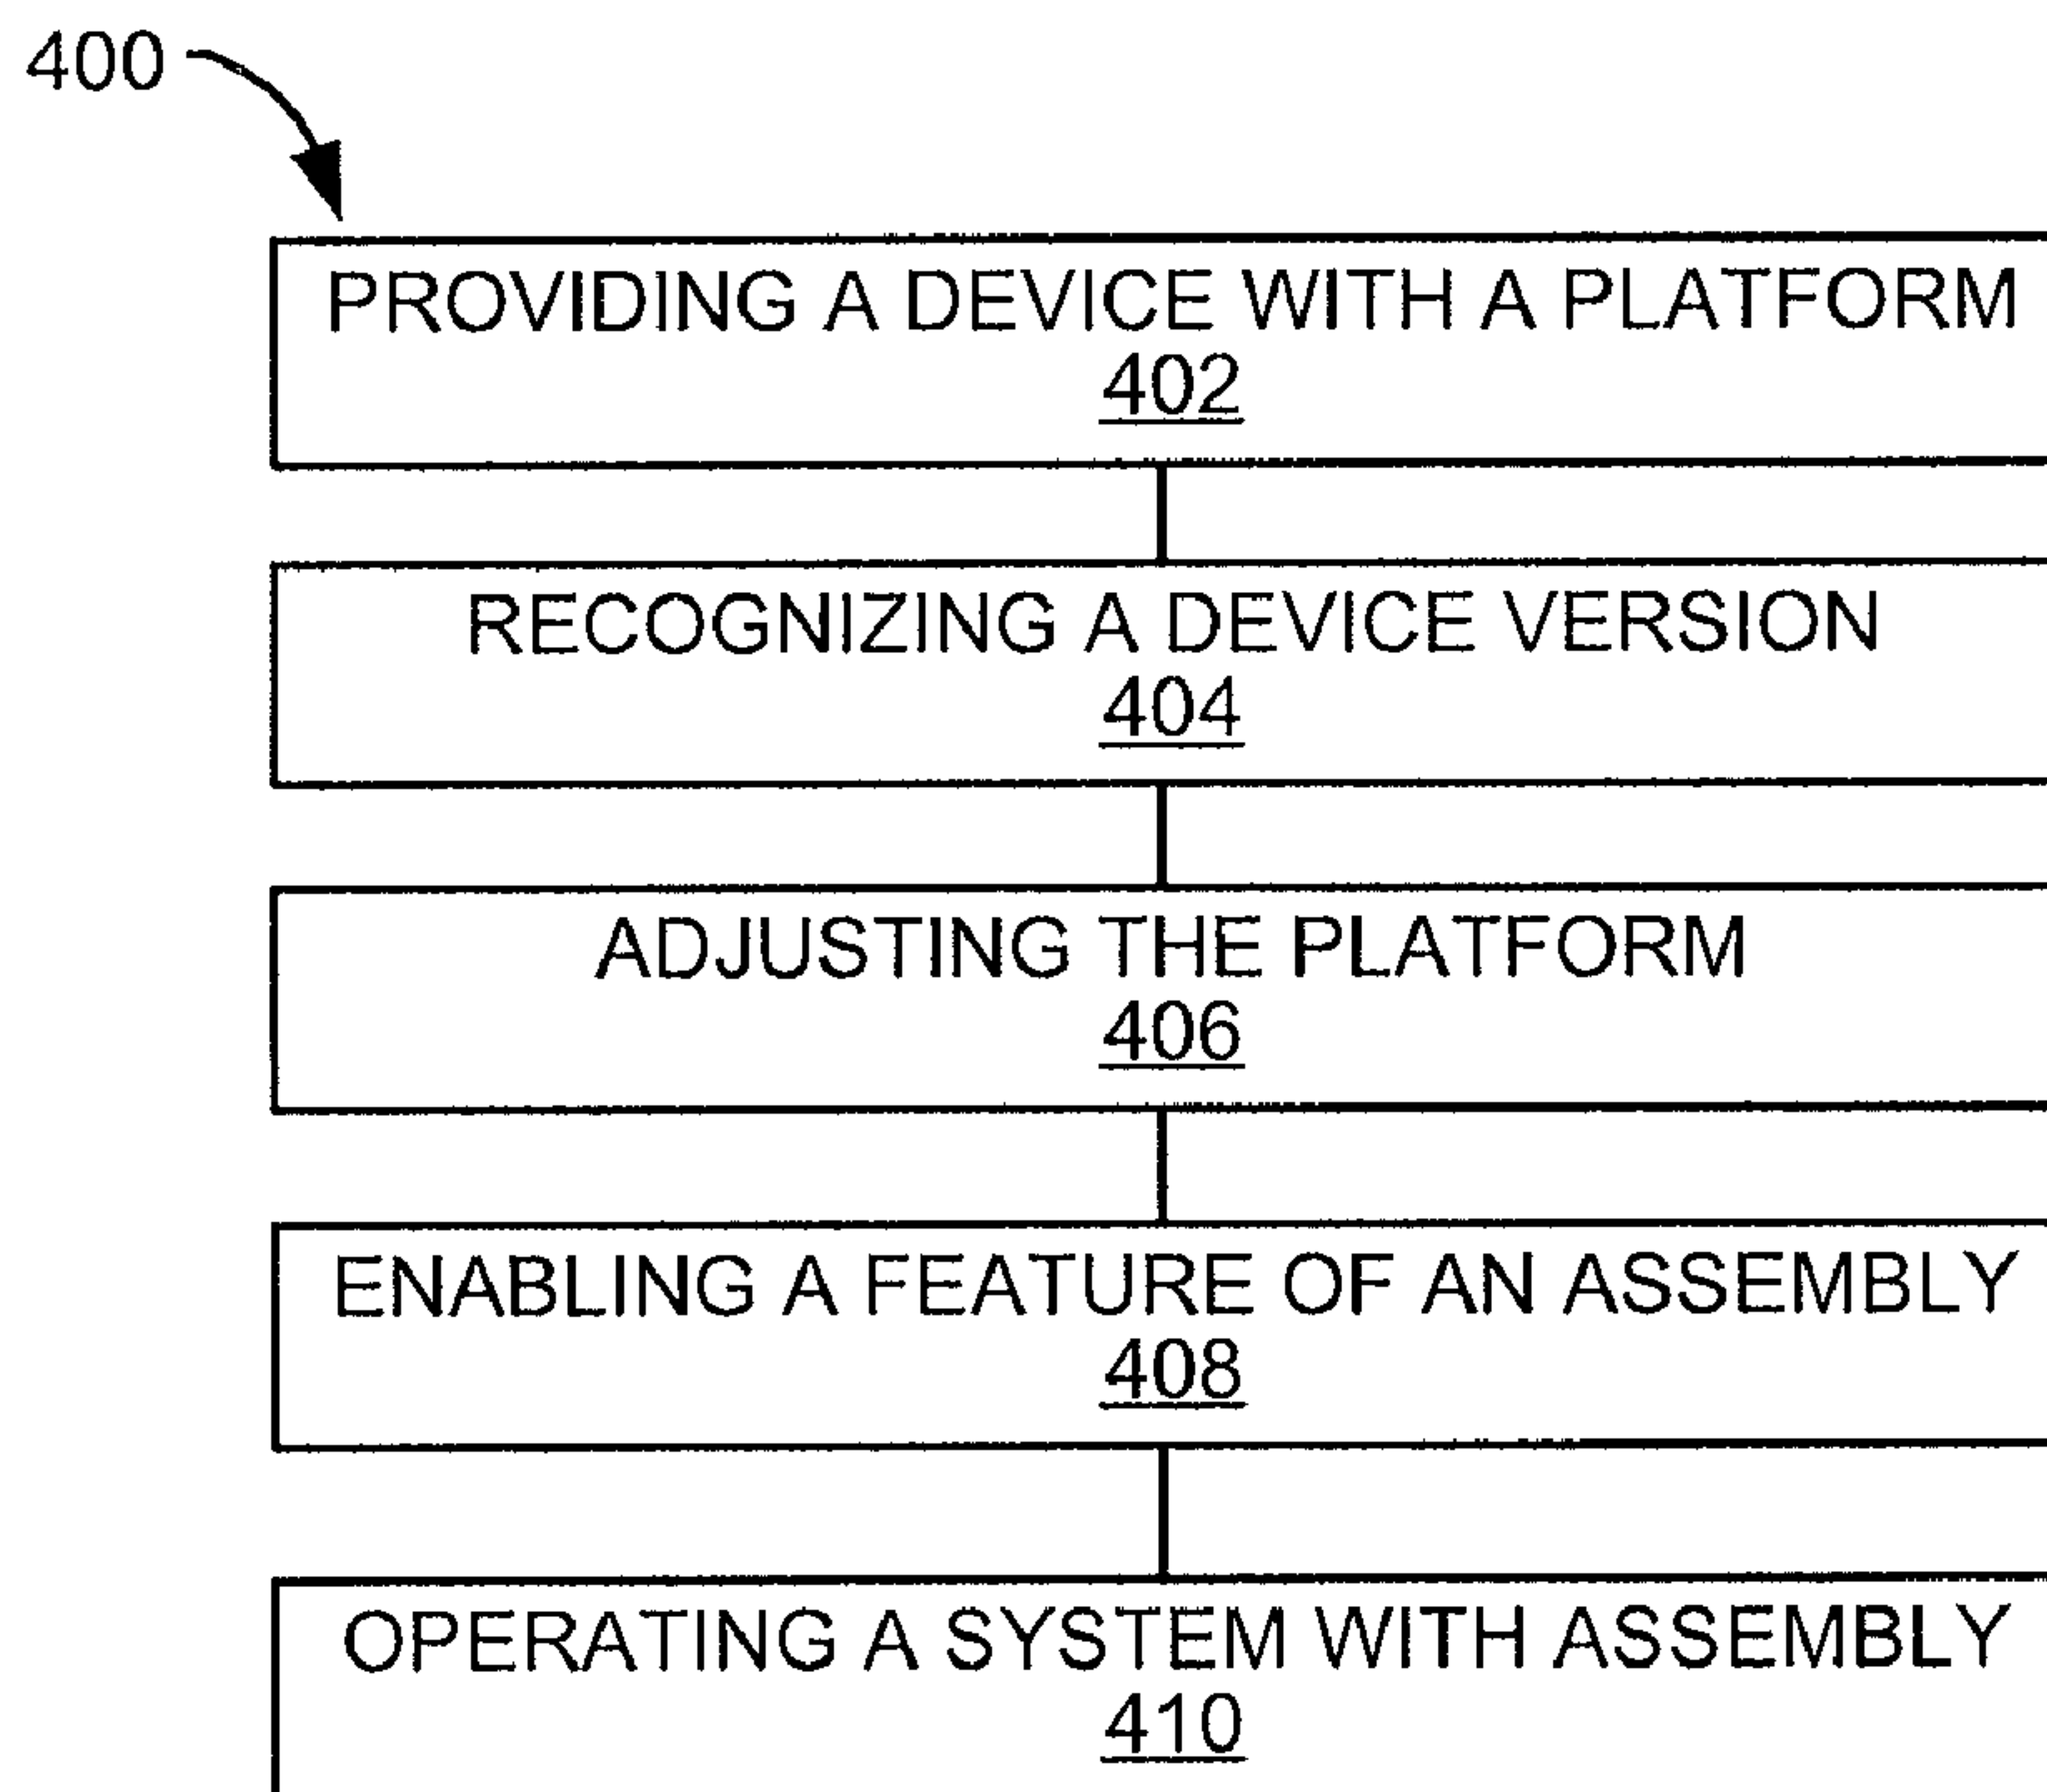 400
PROVIDING A DEVICE WITH A PLATFORM
402
RECOGNIZING A DEVICE VERSION
404
ADJUSTING THE PLATFORM
406
ENABLING A FEATURE OF AN ASSEMBLY
408
OPERATING A SYSTEM WITH ASSEMBLY
410